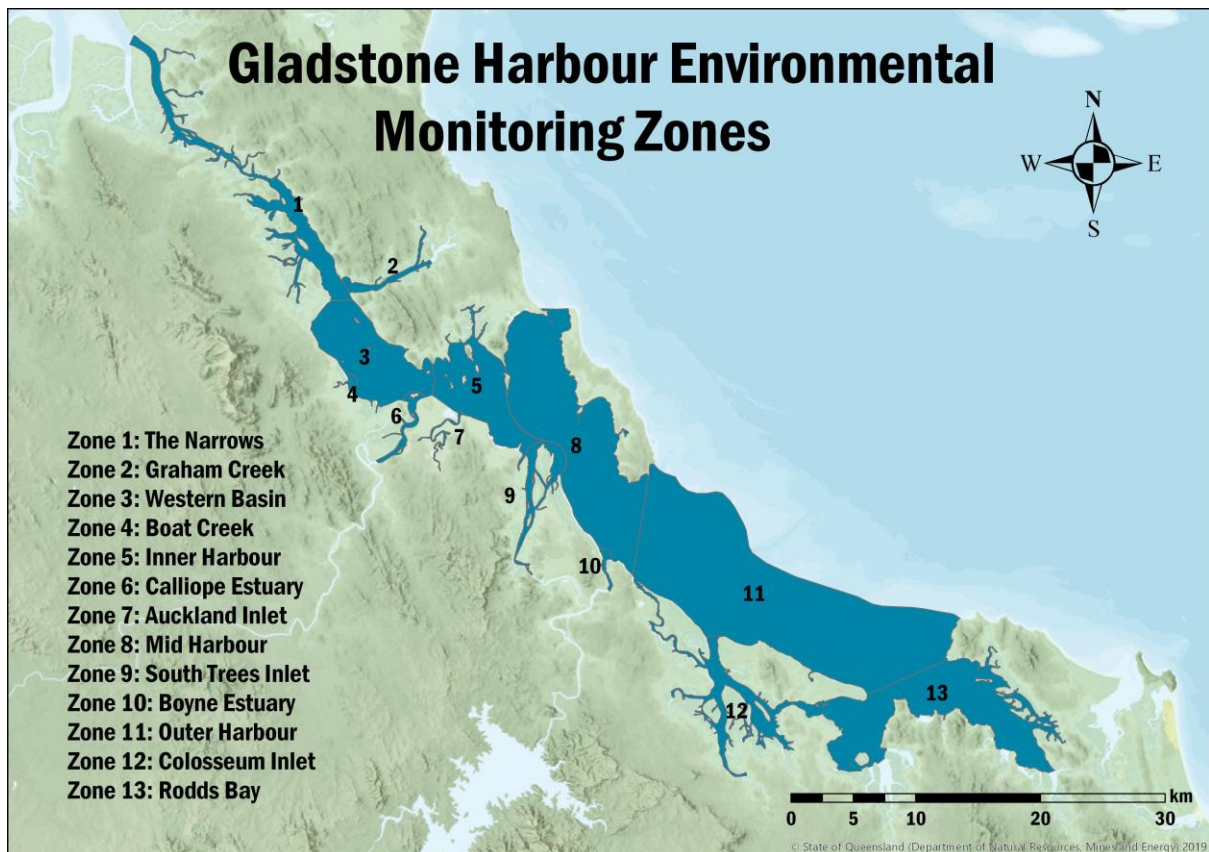 Gladstone Harbour Environmental
Monitoring Zones
N
W E
S
1
2
3
4
5
6
7
8
9
10
11
12
13
Zone 1: The Narrows
Zone 2: Graham Creek
Zone 3: Western Basin
Zone 4: Boat Creek
Zone 5: Inner Harbour
Zone 6: Calliope Estuary
Zone 7: Auckland Inlet
Zone 8: Mid Harbour
Zone 9: South Trees Inlet
Zone 10: Boyne Estuary
Zone 11: Outer Harbour
Zone 12: Colosseum Inlet
Zone 13: Rodds Bay
km
0 5 10 20 30
© State of Queensland (Department of Natural Resources, Mines and Energy) 2019